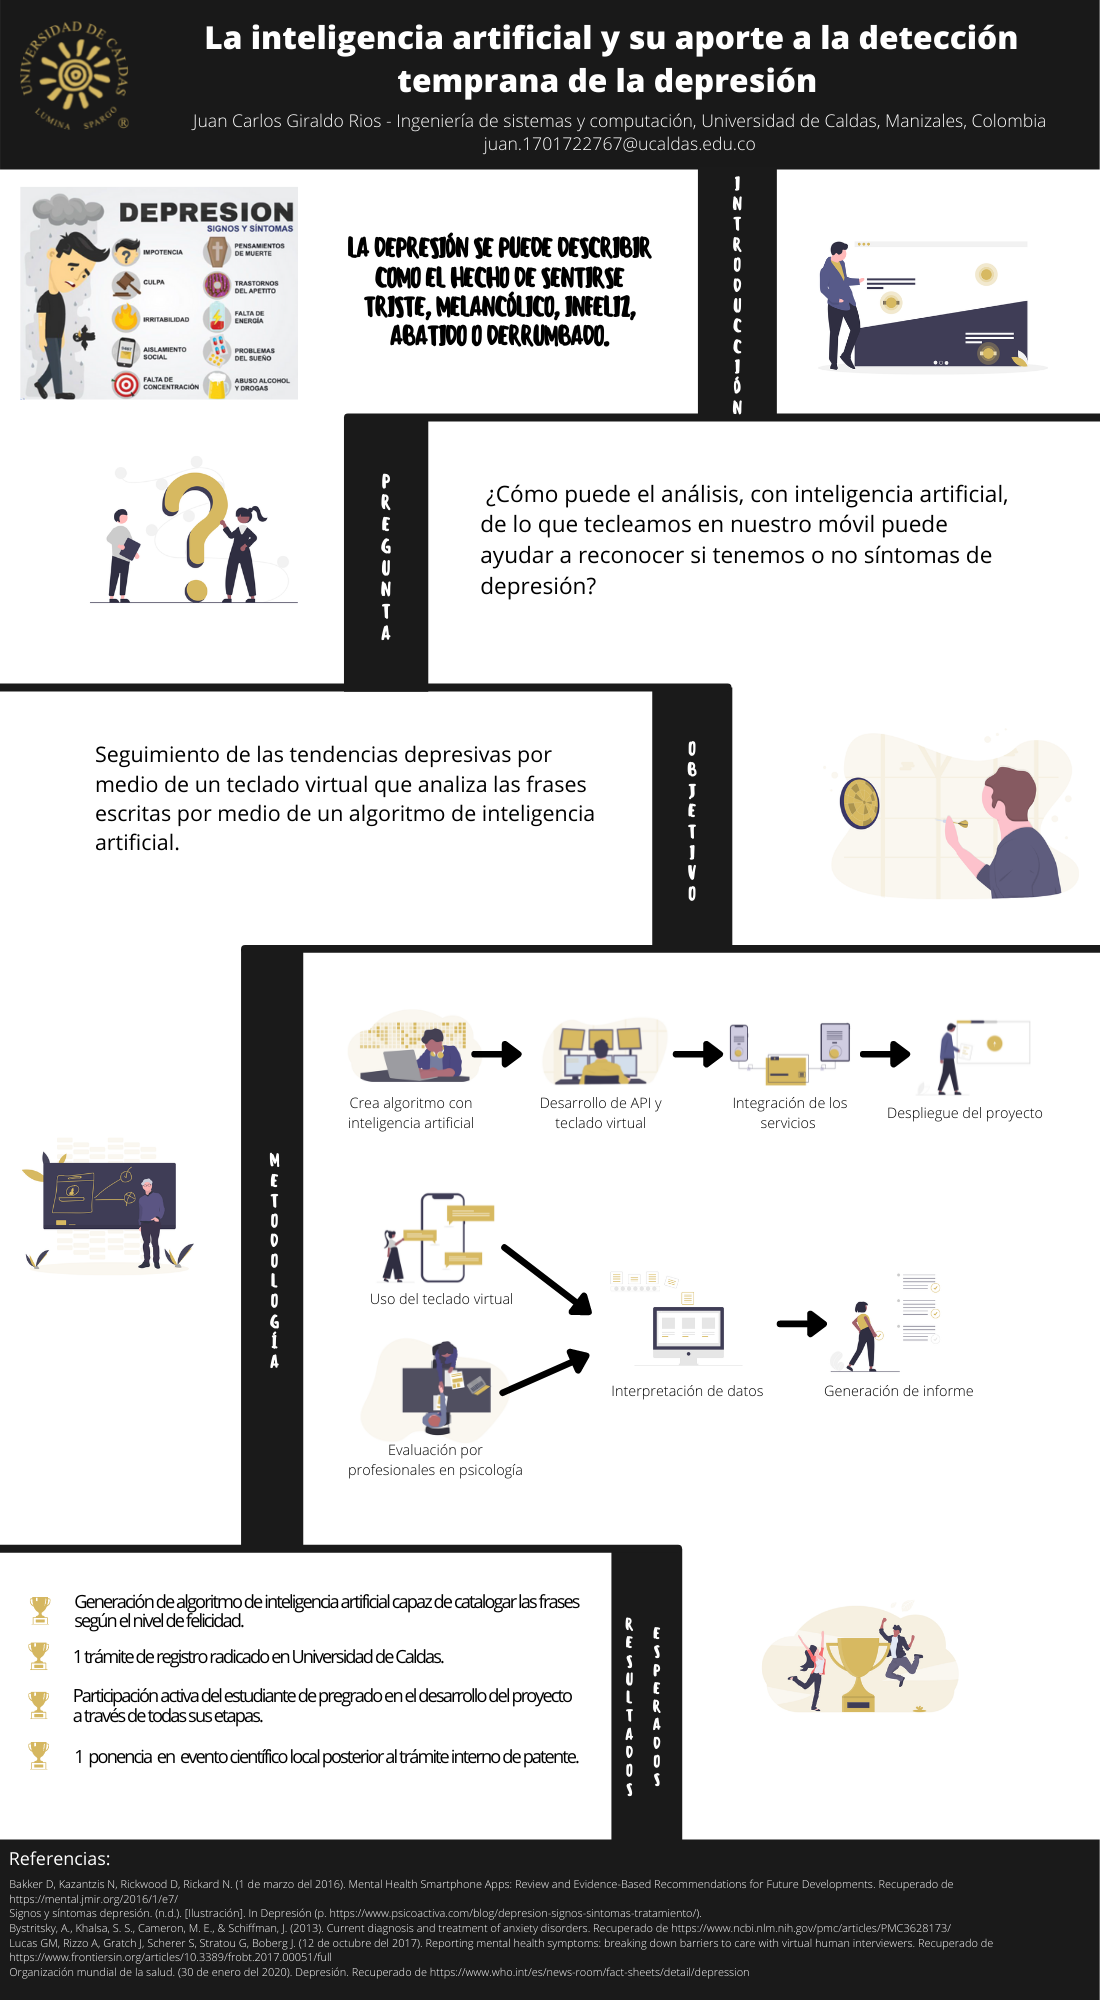 UNIVERSIDAD DE CALDAS
LUMINA SPARGO
®
La inteligencia artificial y su aporte a la detección
temprana de la depresión
Juan Carlos Giraldo Rios - Ingeniería de sistemas y computación, Universidad de Caldas, Manizales, Colombia
juan.1701722767@ucaldas.edu.co
DEPRESION
SIGNOS Y SÍNTOMAS
IMPOTENCIA
PENSAMIENTOS
DE MUERTE
CULPA
TRASTORNOS
DEL APETITO
IRRITABILIDAD
FALTA DE
ENERGÍA
AISLAMIENTO
SOCIAL
PROBLEMAS
DEL SUEÑO
FALTA DE
CONCENTRACIÓN
ABUSO ALCOHOL
Y DROGAS
LA DEPRESIÓN SE PUEDE DESCRIBIR
COMO EL HECHO DE SENTIRSE
TRISTE, MELANCÓLICO, INFELIZ,
ABATIDO O DERRUMBADO.
INTRODUCCIÓN
PREGUNTA
¿Cómo puede el análisis, con inteligencia artificial,
de lo que tecleamos en nuestro móvil puede
ayudar a reconocer si tenemos o no síntomas de
depresión?
Seguimiento de las tendencias depresivas por
medio de un teclado virtual que analiza las frases
escritas por medio de un algoritmo de inteligencia
artificial.
OBJETIVO
METODOLOGÍA
Crea algoritmo con
inteligencia artificial
Desarrollo de API y
teclado virtual
Integración de los
servicios
Despliegue del proyecto
Uso del teclado virtual
Evaluación por
profesionales en psicología
Interpretación de datos
Generación de informe
Generación de algoritmo de inteligencia artificial capaz de catalogar las frases
según el nivel de felicidad.
1 trámite de registro radicado en Universidad de Caldas.
Participación activa del estudiante de pregrado en el desarrollo del proyecto
a través de todas sus etapas.
1 ponencia en evento científico local posterior al trámite interno de patente.
RESULTADOS
ESPERADOS
Referencias:
Bakker D, Kazantzis N, Rickwood D, Rickard N. (1 de marzo del 2016). Mental Health Smartphone Apps: Review and Evidence-Based Recommendations for Future Developments. Recuperado de
https://mental.jmir.org/2016/1/e7/
Signos y síntomas depresión. (n.d.). [Ilustración]. In Depresión (p. https://www.psicoactiva.com/blog/depresion-signos-sintomas-tratamiento/).
Bystritsky, A., Khalsa, S. S., Cameron, M. E., & Schiffman, J. (2013). Current diagnosis and treatment of anxiety disorders. Recuperado de https://www.ncbi.nlm.nih.gov/pmc/articles/PMC3628173/
Lucas GM, Rizzo A, Gratch J, Scherer S, Stratou G, Boberg J. (12 de octubre del 2017). Reporting mental health symptoms: breaking down barriers to care with virtual human interviewers. Recuperado de
https://www.frontiersin.org/articles/10.3389/frobt.2017.00051/full
Organización mundial de la salud. (30 de enero del 2020). Depresión. Recuperado de https://www.who.int/es/news-room/fact-sheets/detail/depression